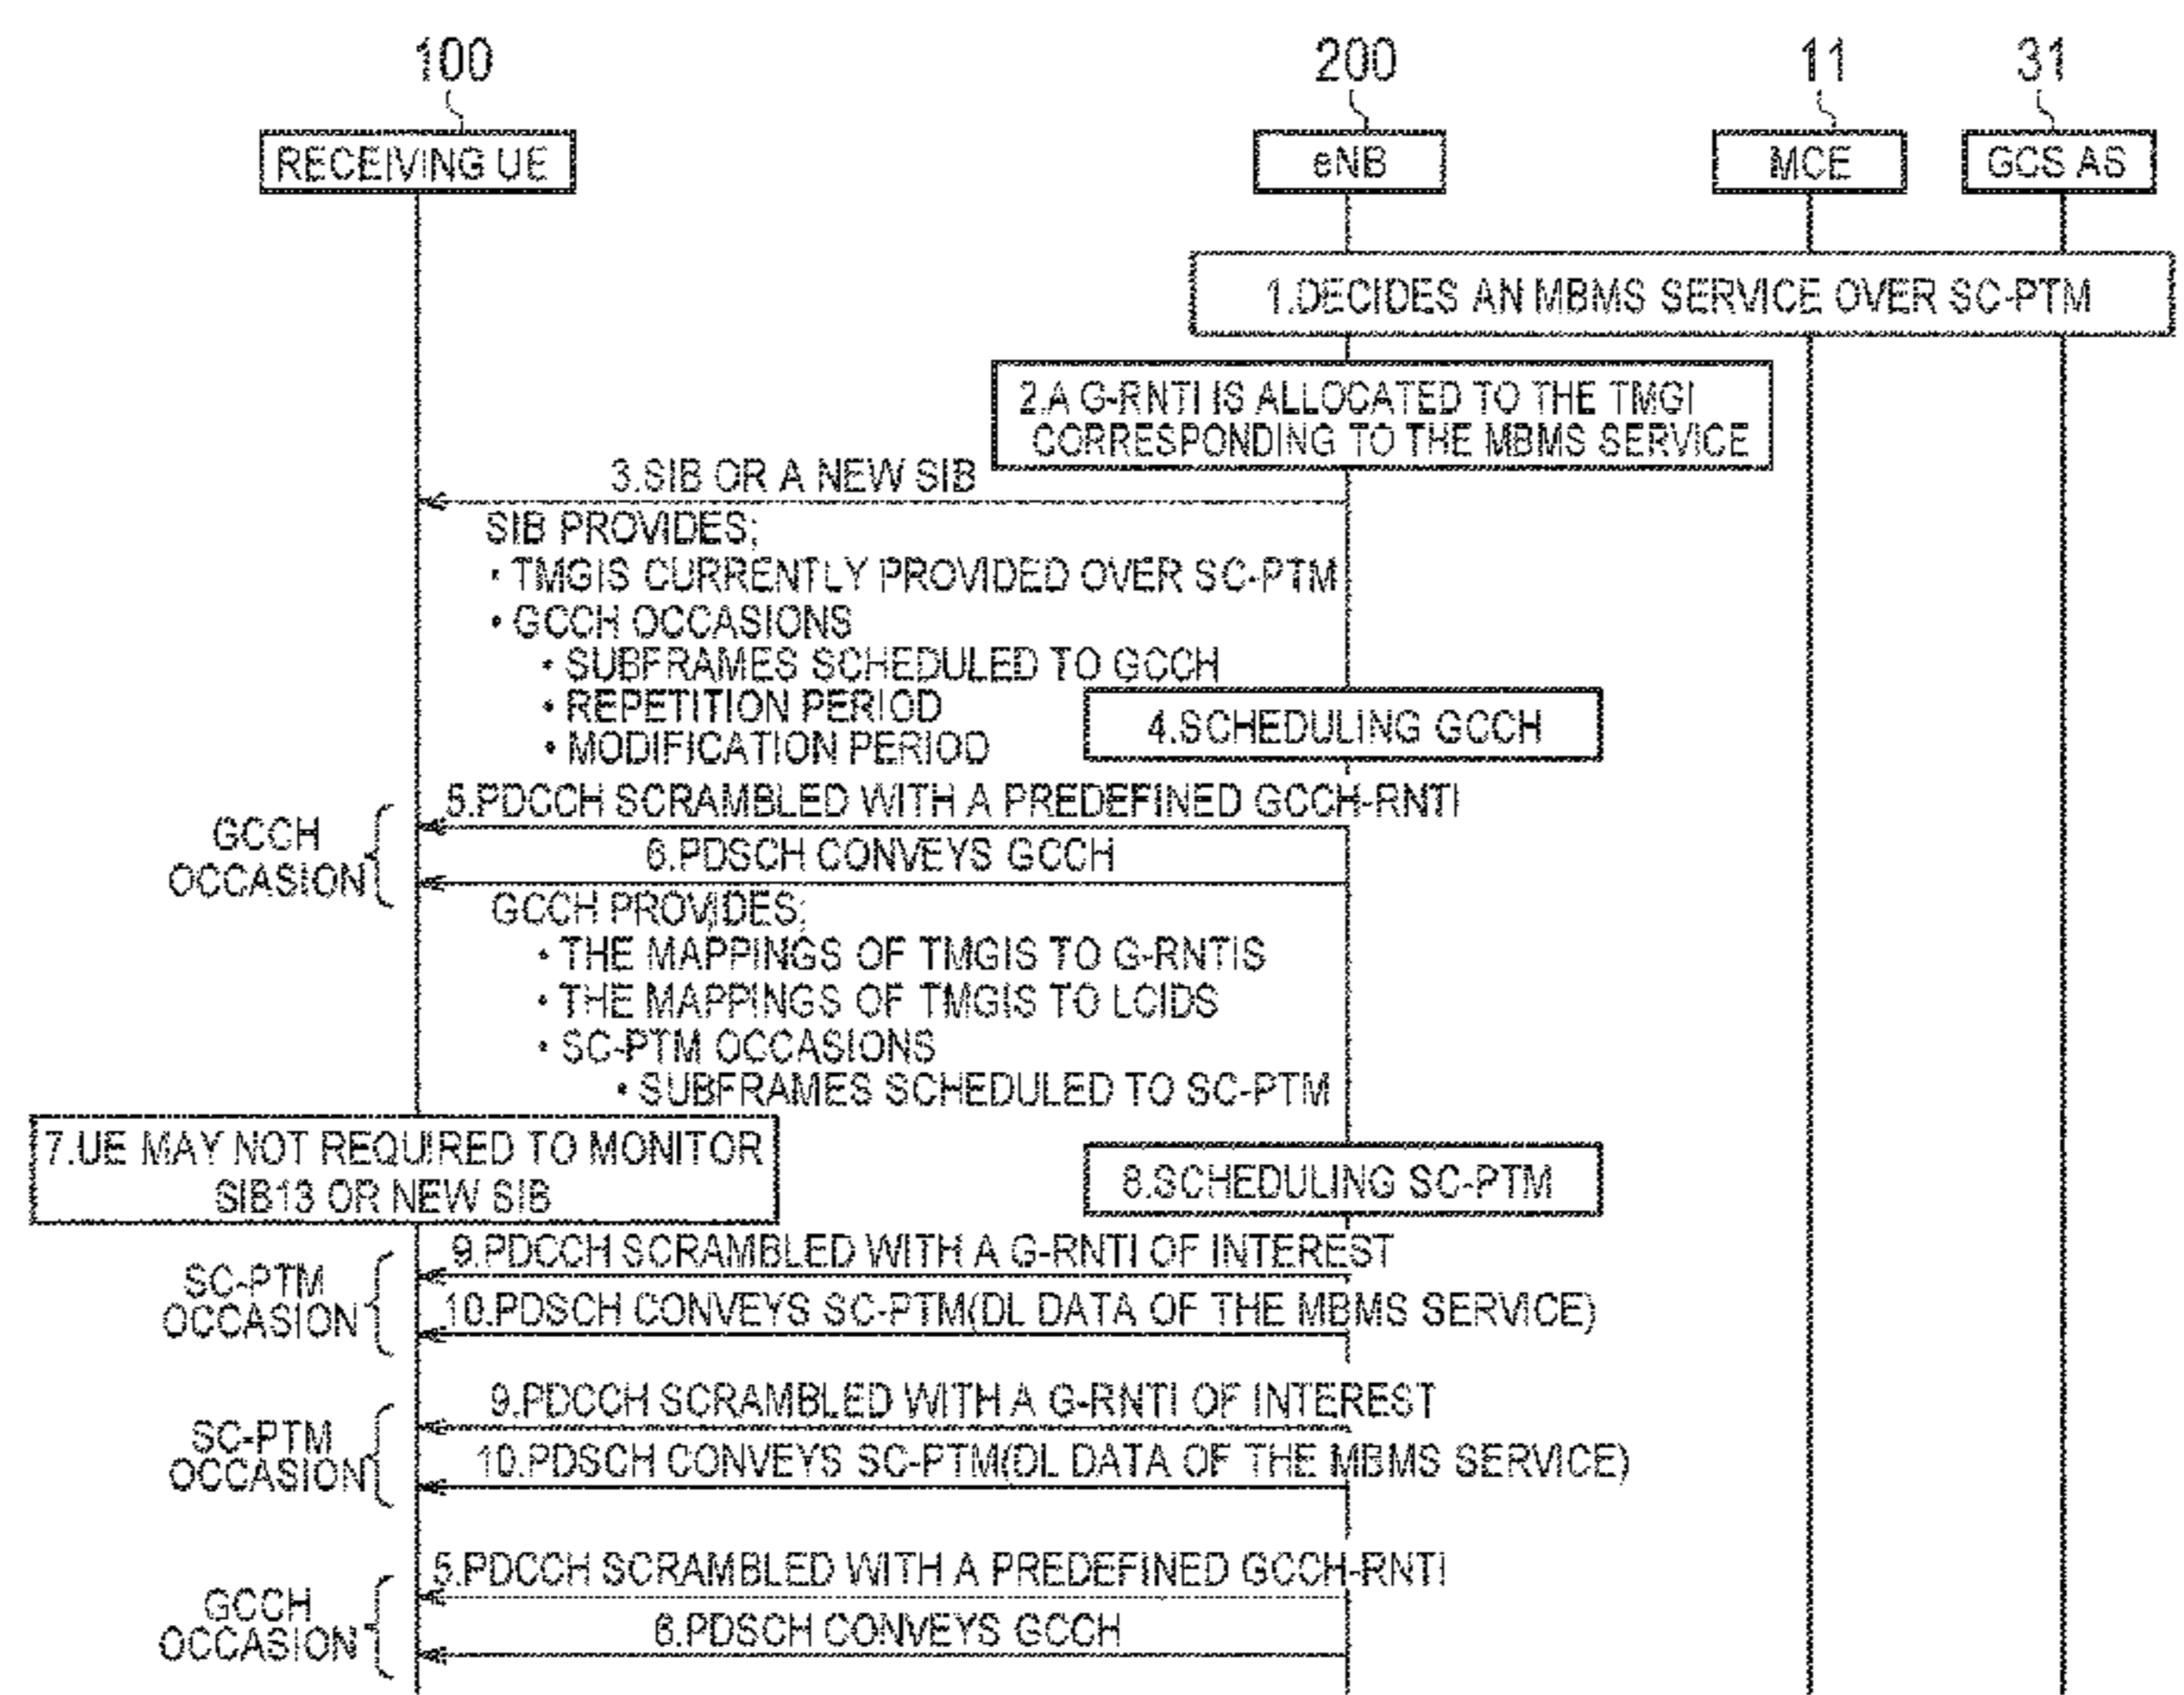 100
200
11
31
RECEIVING UE
eNB
MCE
GCS AS
1.DECIDES AN MBMS SERVICE OVER SC-PTM
2.A G-RNTI IS ALLOCATED TO THE TMGI
CORRESPONDING TO THE MBMS SERVICE
3.SIB OR A NEW SIB
SIB PROVIDES;
• TMGIS CURRENTLY PROVIDED OVER SC-PTM
• GCCH OCCASIONS
• SUBFRAMES SCHEDULED TO GCCH
• REPETITION PERIOD
• MODIFICATION PERIOD
4.SCHEDULING GCCH
5.PDCCH SCRAMBLED WITH A PREDEFINED GCCH-RNTI
GCCH
OCCASION
6.PDSCH CONVEYS GCCH
GCCH PROVIDES;
• THE MAPPINGS OF TMGIS TO G-RNTIS
• THE MAPPINGS OF TMGIS TO LCIDS
• SC-PTM OCCASIONS
• SUBFRAMES SCHEDULED TO SC-PTM
7.UE MAY NOT REQUIRED TO MONITOR
SIB13 OR NEW SIB
8.SCHEDULING SC-PTM
9.PDCCH SCRAMBLED WITH A G-RNTI OF INTEREST
SC-PTM
OCCASION
10.PDSCH CONVEYS SC-PTM(DL DATA OF THE MBMS SERVICE)
9.PDCCH SCRAMBLED WITH A G-RNTI OF INTEREST
SC-PTM
OCCASION
10.PDSCH CONVEYS SC-PTM(DL DATA OF THE MBMS SERVICE)
5.PDCCH SCRAMBLED WITH A PREDEFINED GCCH-RNTI
GCCH
OCCASION
6.PDSCH CONVEYS GCCH